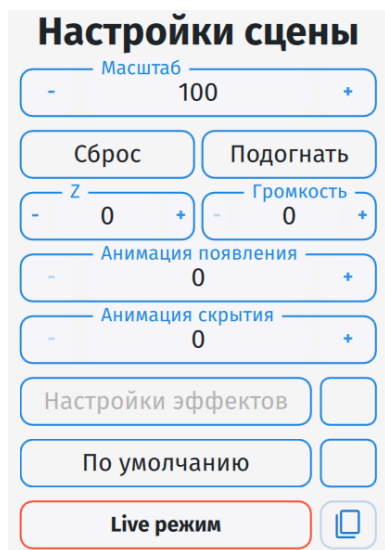 Настройки сцены
Масштаб
- 100 +
Сброс Подогнать
Z Громкость
- 0 + - 0 +
Анимация появления
- 0 +
Анимация скрытия
- 0 +
Настройки эффектов
По умолчанию
Live режим